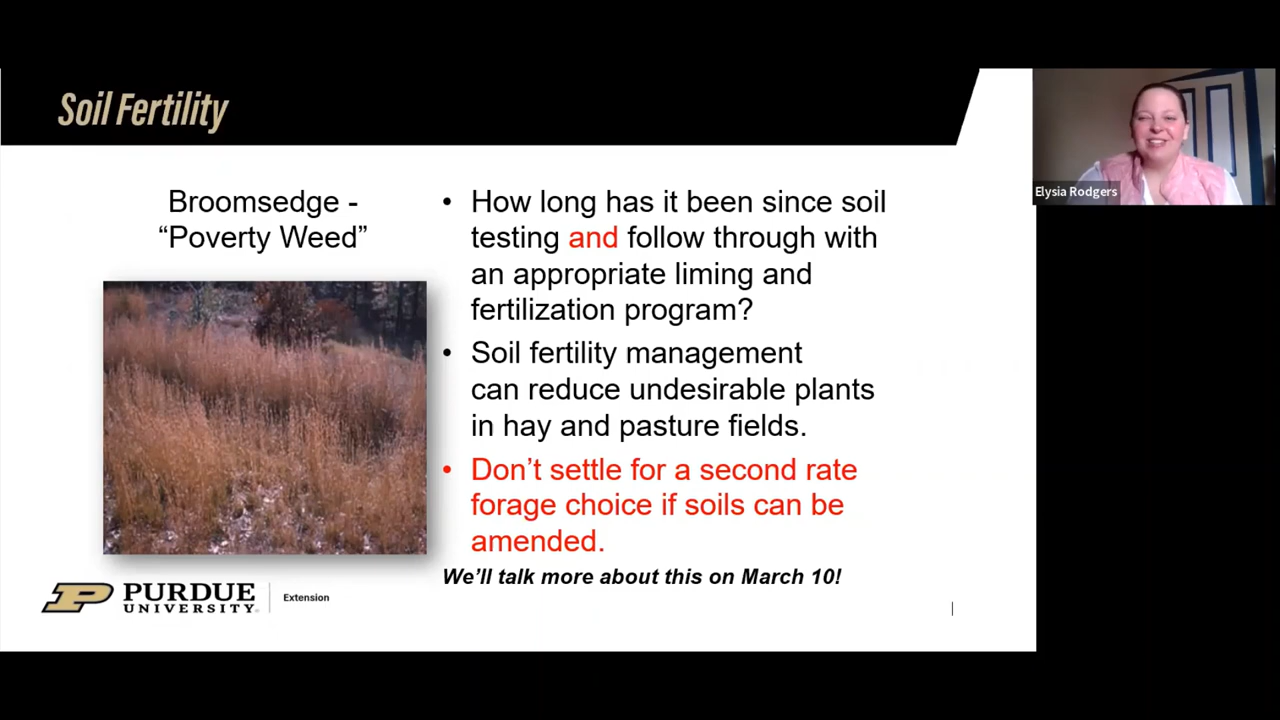 Soil Fertility
Elysia Rodgers
Broomsedge -
“Poverty Weed”
• How long has it been since soil
testing and follow through with
an appropriate liming and
fertilization program?
• Soil fertility management
can reduce undesirable plants
in hay and pasture fields.
• Don’t settle for a second rate
forage choice if soils can be
amended.
We’ll talk more about this on March 10!
P PURDUE
UNIVERSITY.
Extension